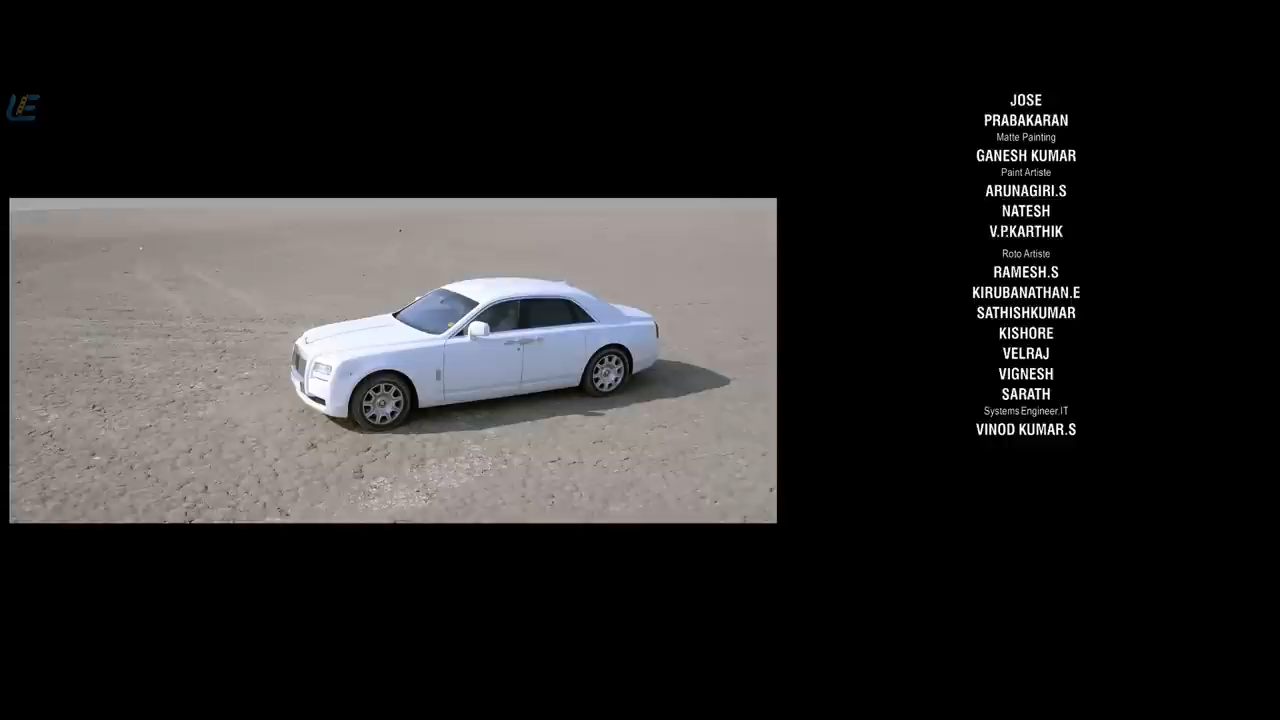 LE
JOSE
PRABAKARAN
Matte Painting
GANESH KUMAR
Paint Artiste
ARUNAGIRI.S
NATESH
V.P.KARTHIK
Roto Artiste
RAMESH.S
KIRUBANATHAN.E
SATHISHKUMAR
KISHORE
VELRAJ
VIGNESH
SARATH
Systems Engineer.IT
VINOD KUMAR.S